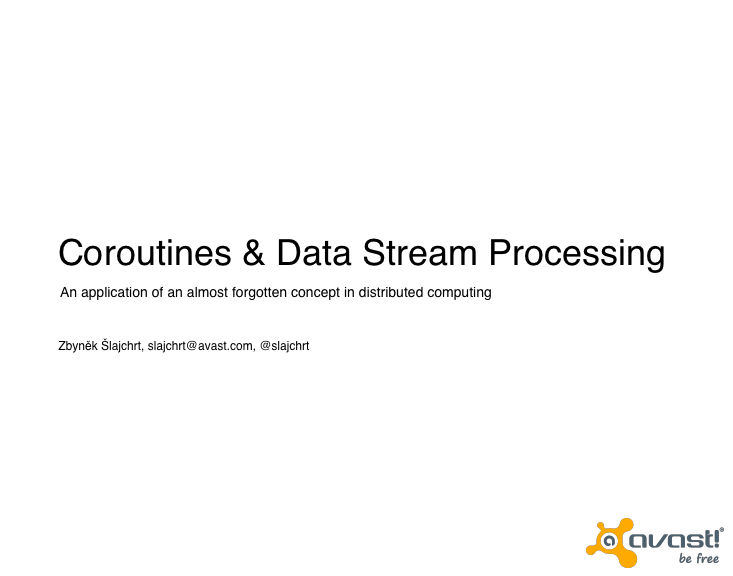 Coroutines & Data Stream Processing
An application of an almost forgotten concept in distributed computing
Zbyněk Šlajchrt, slajchrt@avast.com, @slajchrt
@ avast!®
be free